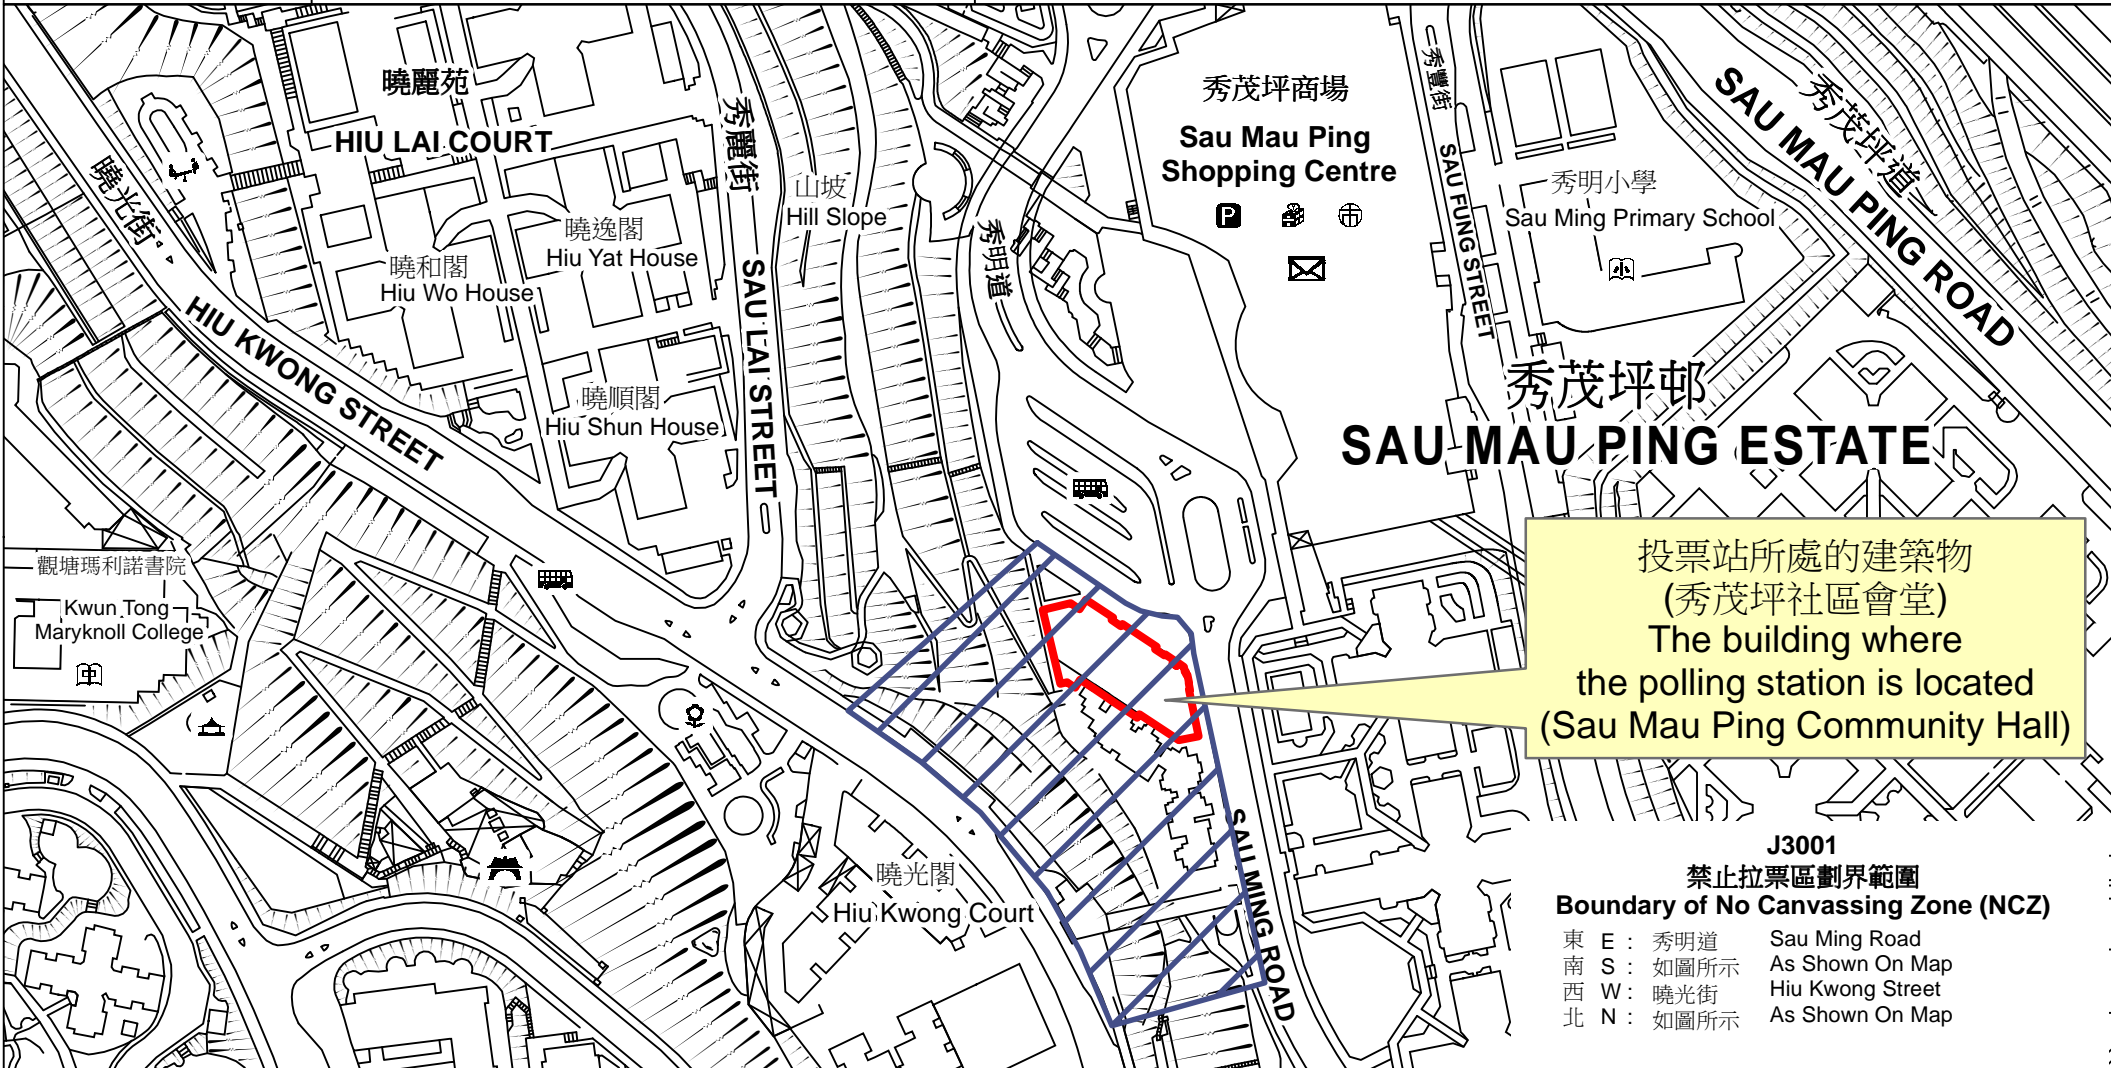 曉麗苑
HIU LAI COURT
曉光街
HIU KWONG STREET
曉逸閣
Hiu Yat House
曉和閣
Hiu Wo House
曉順閣
Hiu Shun House
秀麗街
SAU LAI STREET
山坡
Hill Slope
秀明道
秀茂坪商場
Sau Mau Ping
Shopping Centre
P
秀豐街
SAU FUNG STREET
秀明小學
Sau Ming Primary School
小
秀茂坪道
SAU MAU PING ROAD
秀茂坪邨
SAU MAU PING ESTATE
觀塘瑪利諾書院
Kwun Tong
Maryknoll College
中
曉光閣
Hiu Kwong Court
SAU MING ROAD
投票站所處的建築物
(秀茂坪社區會堂)
The building where
the polling station is located
(Sau Mau Ping Community Hall)
J3001
禁止拉票區劃界範圍
Boundary of No Canvassing Zone (NCZ)
東 E : 秀明道 Sau Ming Road
南 S : 如圖所示 As Shown On Map
西 W : 曉光街 Hiu Kwong Street
北 N : 如圖所示 As Shown On Map